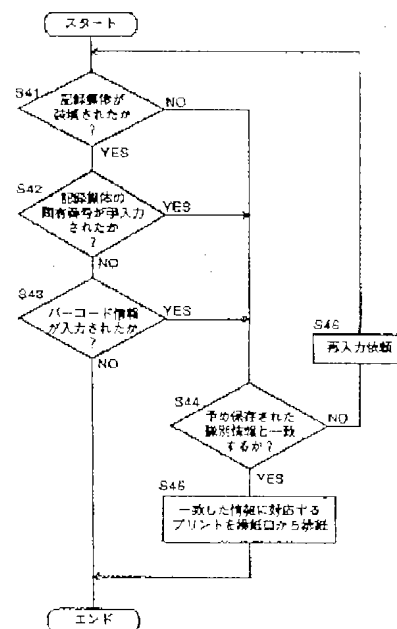 スタート
S41
記録媒体が
装填されたか
?
NO
YES
S42
記録媒体の
固有番号が手入力
されたか
?
YES
NO
S43
バーコード情報
が入力されたか
?
YES
NO
S44
予め保存された
識別情報と一致
するか?
NO
YES
S46
再入力依頼
S45
一致した情報に対応する
プリントを排紙口から排紙
エンド